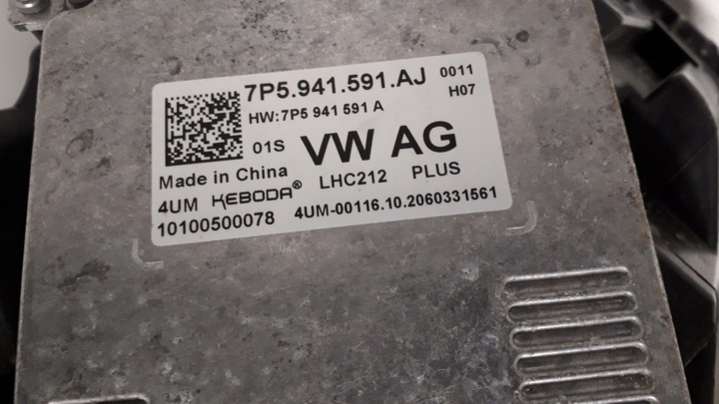 7P5.941.591.AJ 0011
HW:7P5 941 591 A H07
01S VW AG
Made in China LHC212 PLUS
4UM KEBODA® 4UM-00116.10.2060331561
10100500078